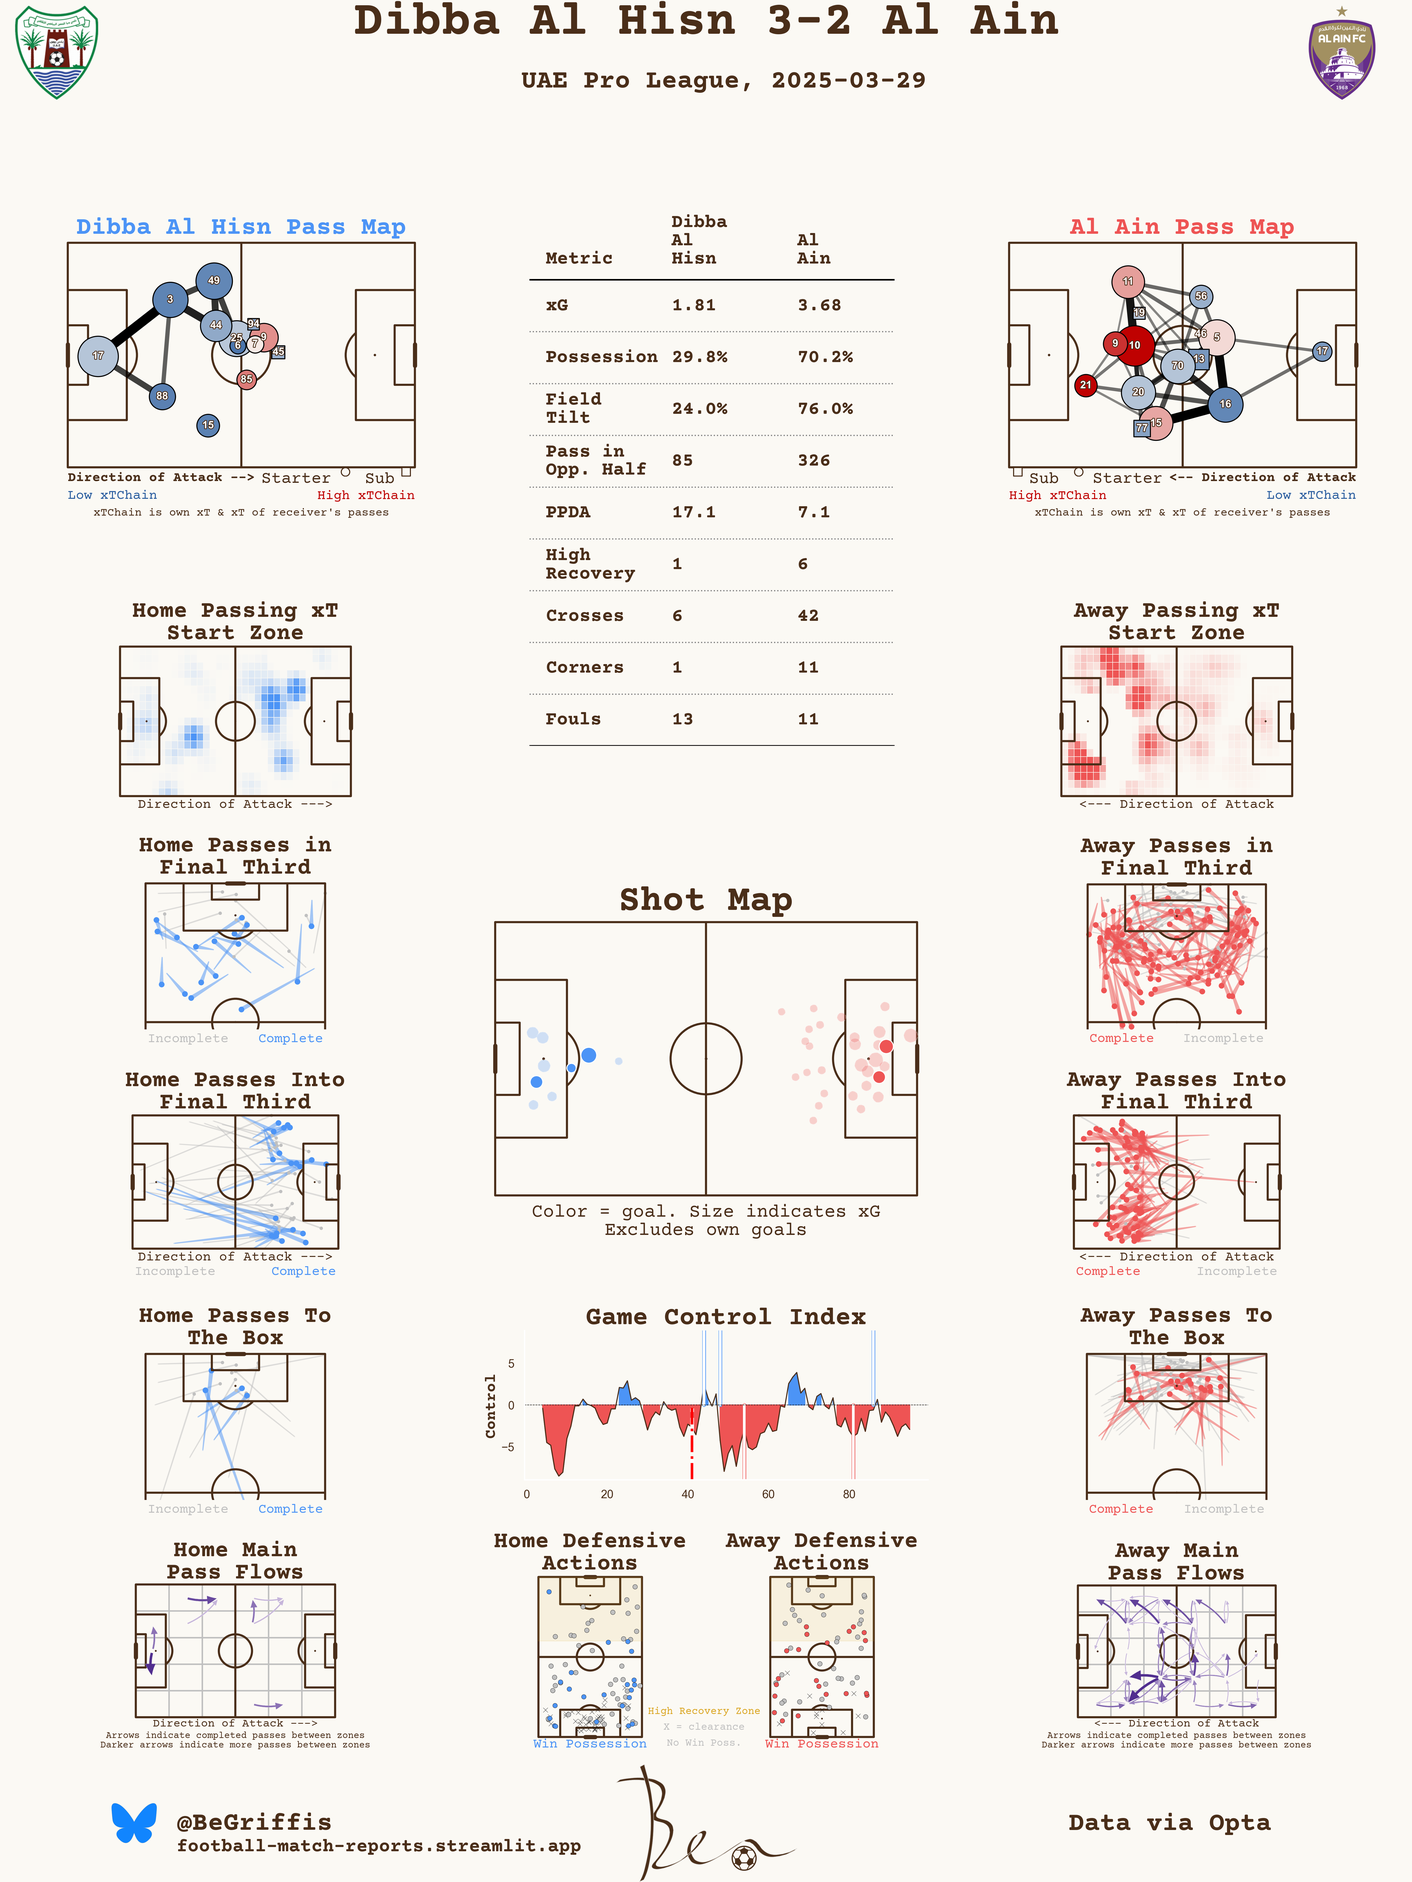 Dibba Al Hisn 3-2 Al Ain
UAE Pro League, 2025-03-29
AL AIN FC
1968
Dibba Al Hisn Pass Map
49
3
44
25
94
9
6
7
45
17
85
88
15
Direction of Attack --> Starter Sub
Low xTChain High xTChain
xTChain is own xT & xT of receiver's passes
Metric Dibba Al Hisn Al Ain
xG 1.81 3.68
Possession 29.8% 70.2%
Field Tilt 24.0% 76.0%
Pass in Opp. Half 85 326
PPDA 17.1 7.1
High Recovery 1 6
Crosses 6 42
Corners 1 11
Fouls 13 11
Al Ain Pass Map
11
56
19
46
5
9
10
13
17
70
21
20
16
77
15
Sub Starter <-- Direction of Attack
High xTChain Low xTChain
xTChain is own xT & xT of receiver's passes
Home Passing xT
Start Zone
Direction of Attack --->
Away Passing xT
Start Zone
<--- Direction of Attack
Home Passes in
Final Third
Incomplete Complete
Away Passes in
Final Third
Complete Incomplete
Shot Map
Color = goal. Size indicates xG
Excludes own goals
Home Passes Into
Final Third
Direction of Attack --->
Incomplete Complete
Away Passes Into
Final Third
<--- Direction of Attack
Complete Incomplete
Home Passes To
The Box
Incomplete Complete
Game Control Index
Control
5
0
−5
0 20 40 60 80
Away Passes To
The Box
Complete Incomplete
Home Main
Pass Flows
Direction of Attack --->
Arrows indicate completed passes between zones
Darker arrows indicate more passes between zones
Home Defensive
Actions
Win Possession
High Recovery Zone
X = clearance
No Win Poss.
Away Defensive
Actions
Win Possession
Away Main
Pass Flows
<--- Direction of Attack
Arrows indicate completed passes between zones
Darker arrows indicate more passes between zones
@BeGriffis
football-match-reports.streamlit.app
Ben
Data via Opta